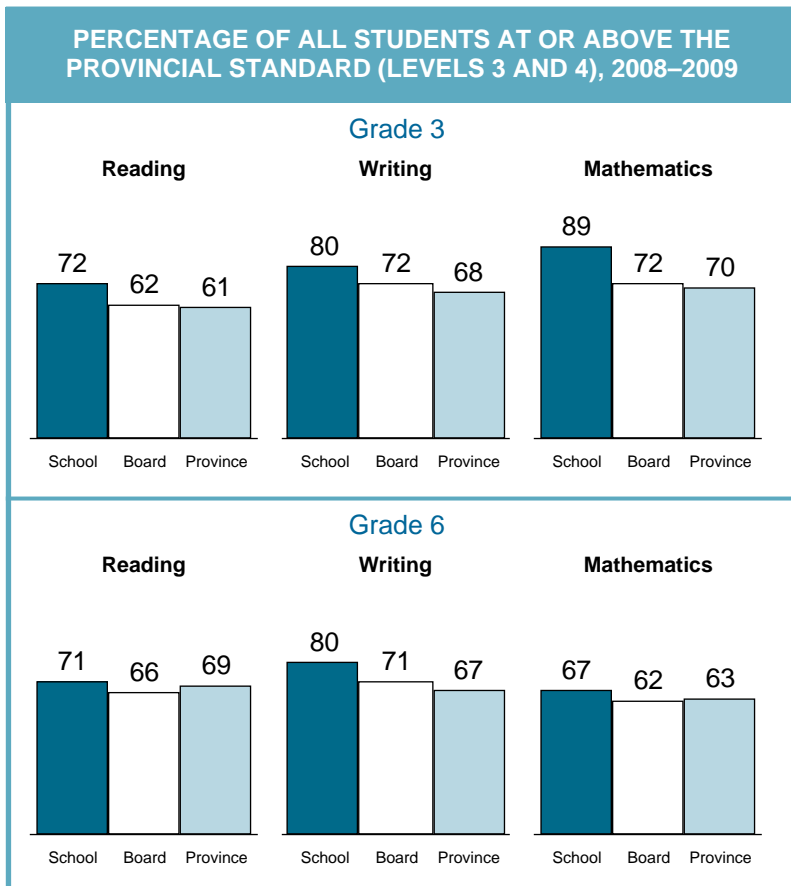 PERCENTAGE OF ALL STUDENTS AT OR ABOVE THE
PROVINCIAL STANDARD (LEVELS 3 AND 4), 2008–2009
Grade 3
Reading Writing Mathematics
72 62 61 80 72 68 89 72 70
School Board Province School Board Province School Board Province
Grade 6
Reading Writing Mathematics
71 66 69 80 71 67 67 62 63
School Board Province School Board Province School Board Province